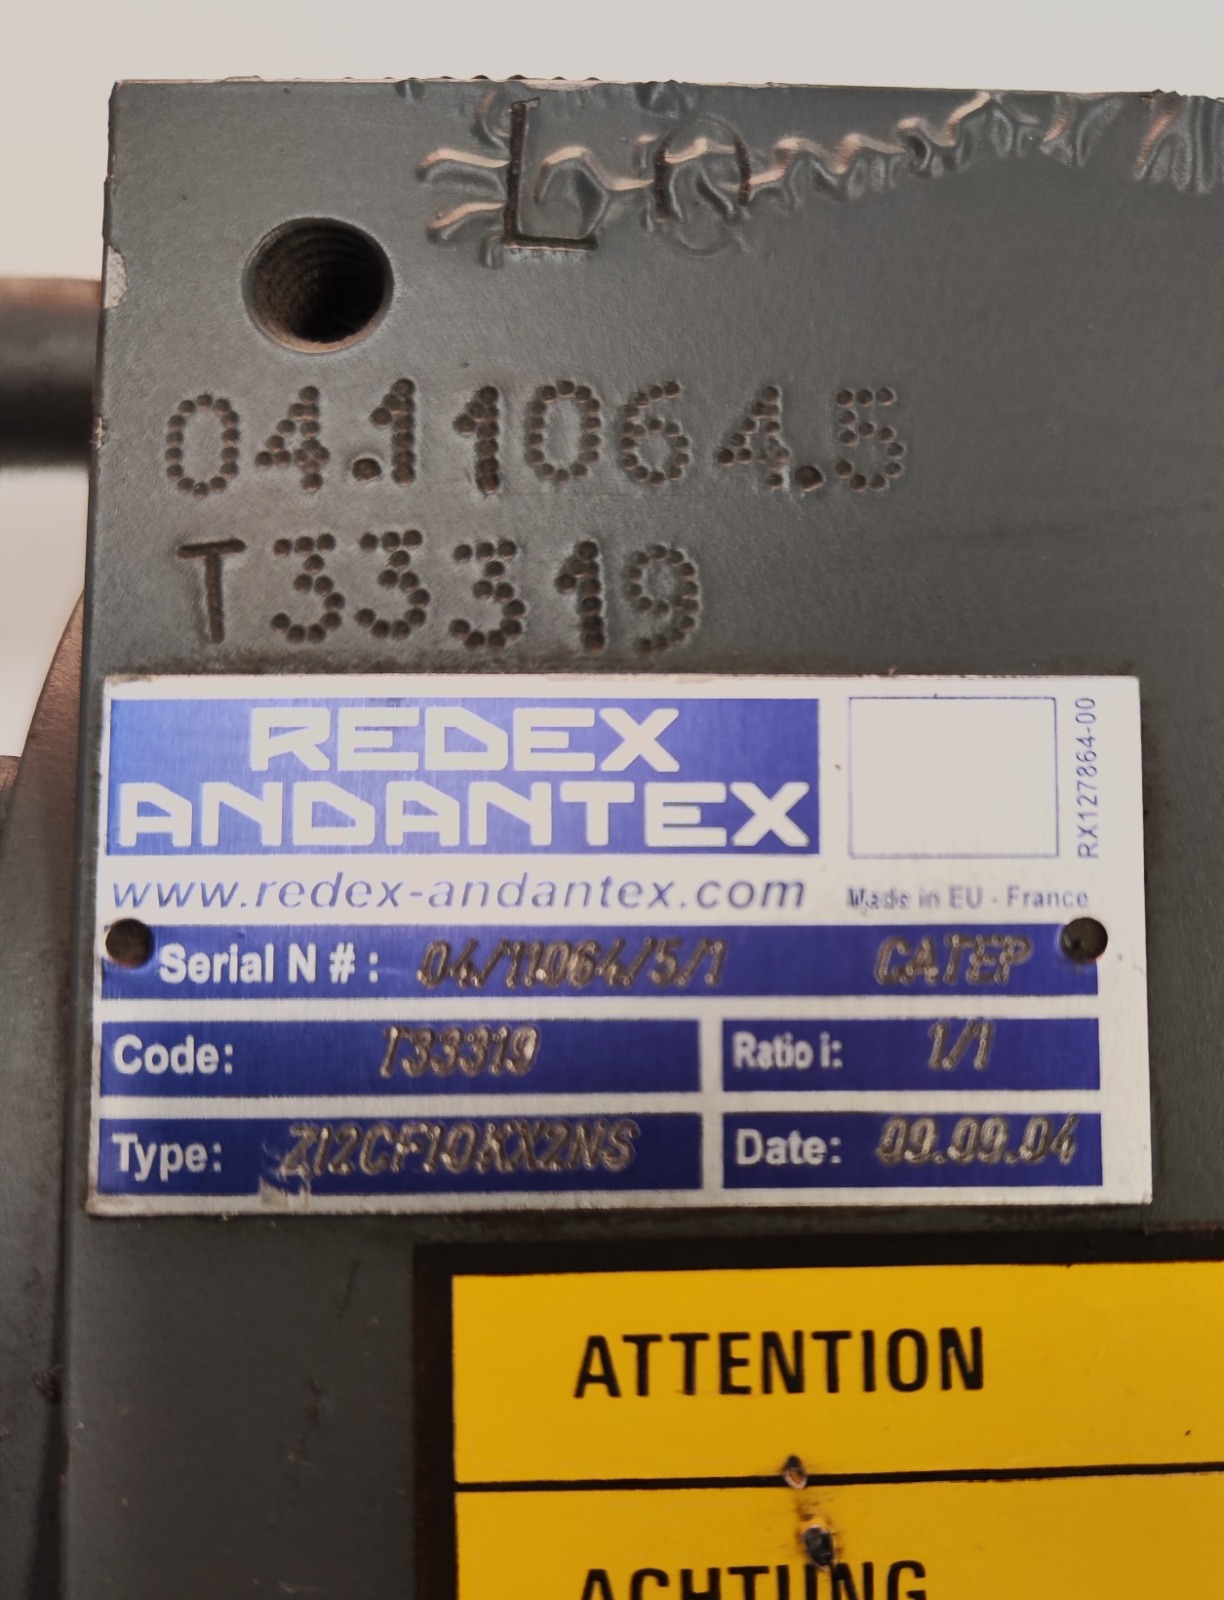 04.11064.5
T33319
REDEX
ANDANTEX
RX127864-00
www.redex-andantex.com
Made in EU - France
Serial N # : 04/11064/5/1 CATEP
Code: T33319
Ratio i: 1/1
Type: Z12CF10KX2NS
Date: 09.09.04
ATTENTION
ACHTUNG